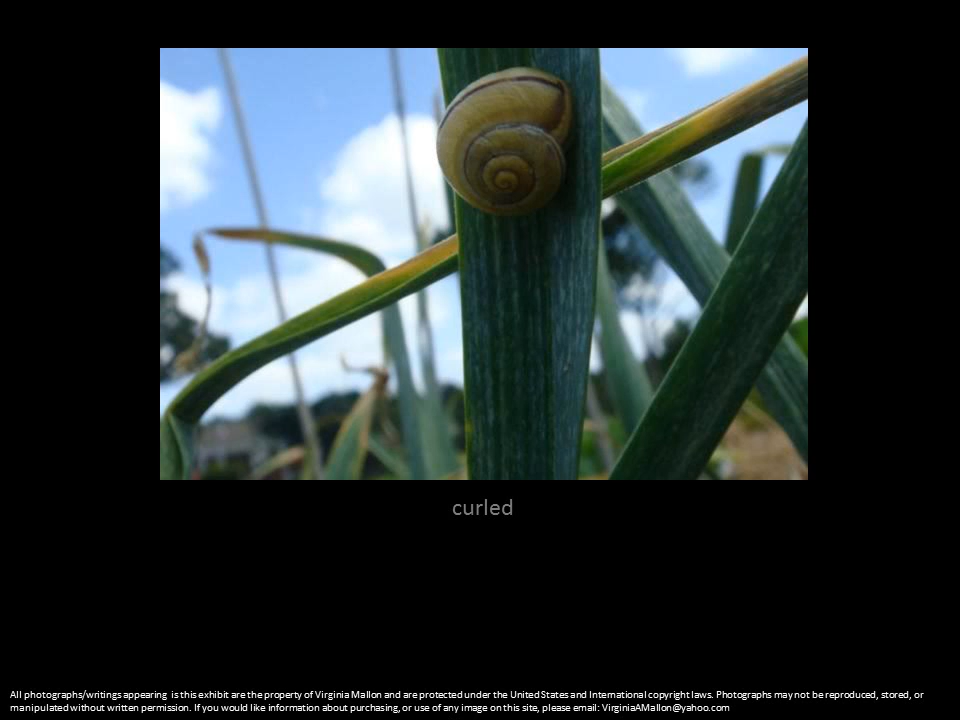 curled
All photographs/writings appearing is this exhibit are the property of Virginia Mallon and are protected under the United States and International copyright laws. Photographs may not be reproduced, stored, or
manipulated without written permission. If you would like information about purchasing, or use of any image on this site, please email: VirginiaAMallon@yahoo.com